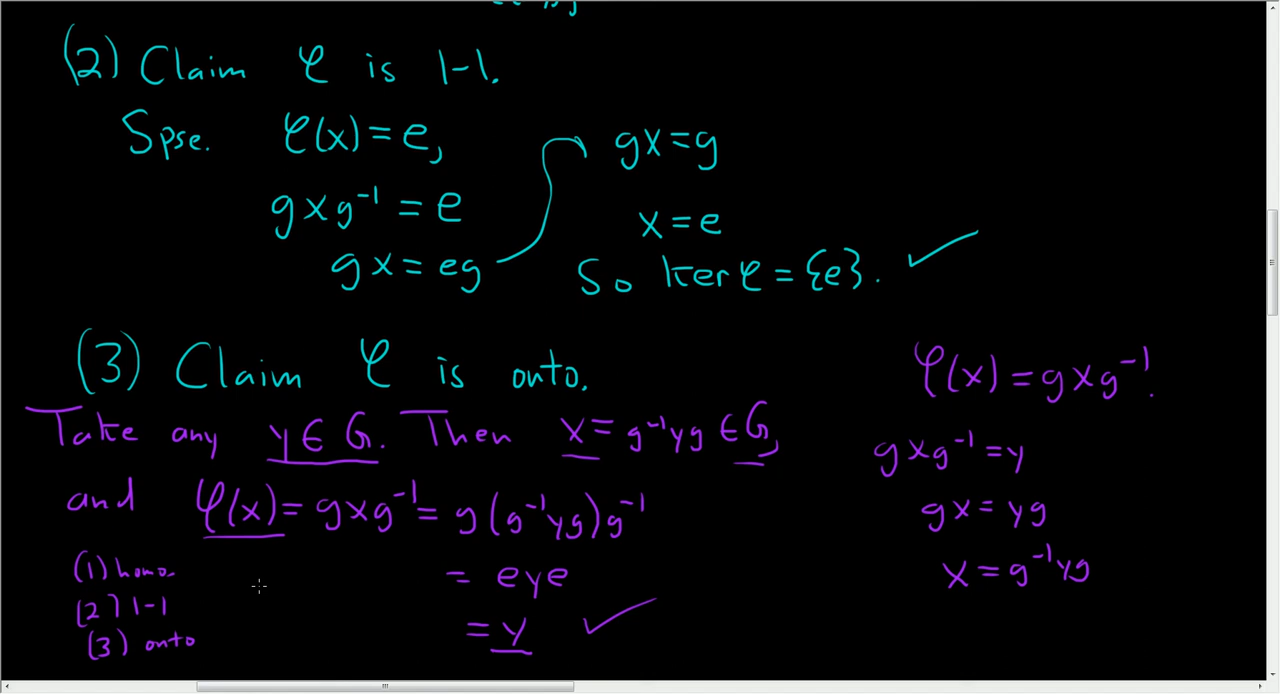 (2) Claim φ is 1-1.
Spse. φ(x) = e,
gxg⁻¹ = e
gx = eg
gx = g
x = e
So ker φ = {e}. ✓
(3) Claim φ is onto.
Take any y ∈ G. Then x = g⁻¹yg ∈ G,
and φ(x) = gxg⁻¹ = g(g⁻¹yg)g⁻¹
= eye
= y ✓
(1) homo.
(2) 1-1
(3) onto
φ(x) = gxg⁻¹.
gxg⁻¹ = y
gx = yg
x = g⁻¹yg